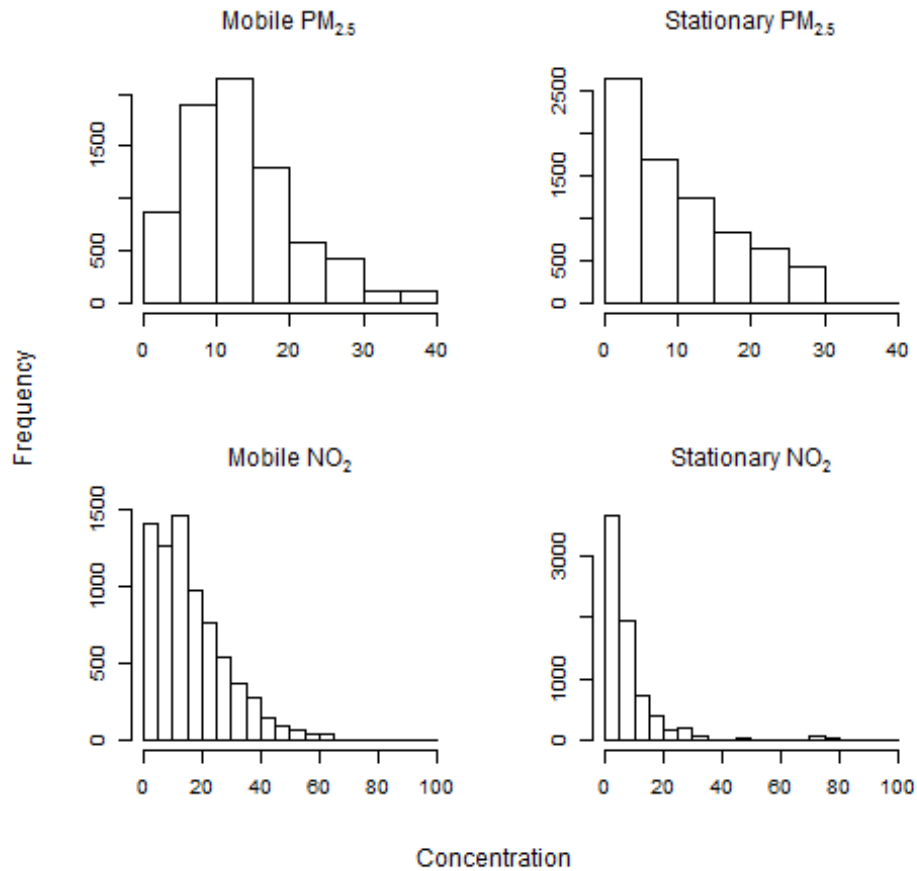 Mobile PM2.5
Stationary PM2.5
0 500 1500
0 10 20 30 40
0 500 1500 2500
0 10 20 30 40
Frequency
Mobile NO2
Stationary NO2
0 500 1000 1500
0 20 40 60 80 100
0 1000 3000
0 20 40 60 80 100
Concentration